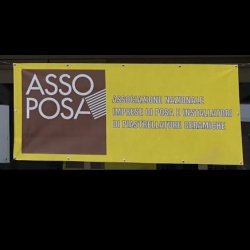 ASSO
POSA
ASSOCIAZIONE NAZIONALE
IMPRESE DI POSA E INSTALLATORI
DI PIASTRELLATURE CERAMICHE